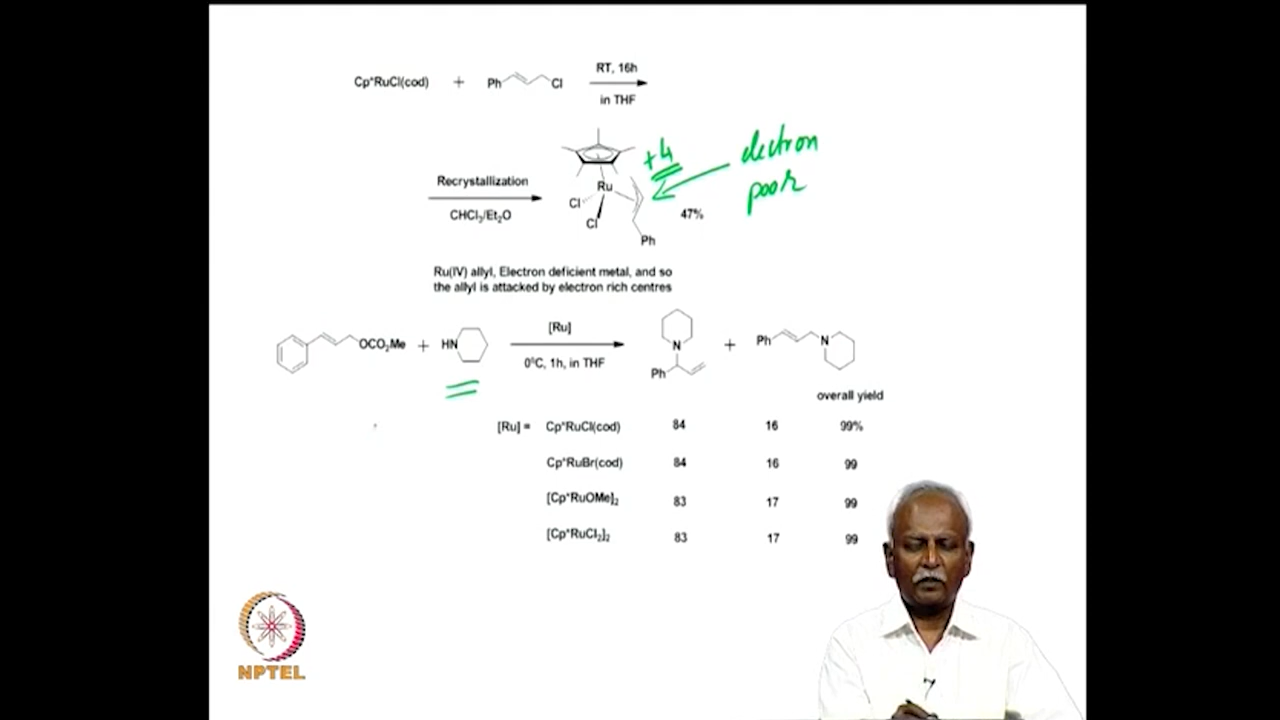 Cp*RuCl(cod) + Ph Cl RT, 16h
in THF
+4 electron
poor
Recrystallization
CHCl3/Et2O
Ru
Cl
Cl
Ph
47%
Ru(IV) allyl, Electron deficient metal, and so
the allyl is attacked by electron rich centres
OCO2Me + HN [Ru]
0°C, 1h, in THF
N
Ph
+ Ph N
overall yield
[Ru] = Cp*RuCl(cod) 84 16 99%
Cp*RuBr(cod) 84 16 99
[Cp*RuOMe]2 83 17 99
[Cp*RuCl2]2 83 17 99
NPTEL